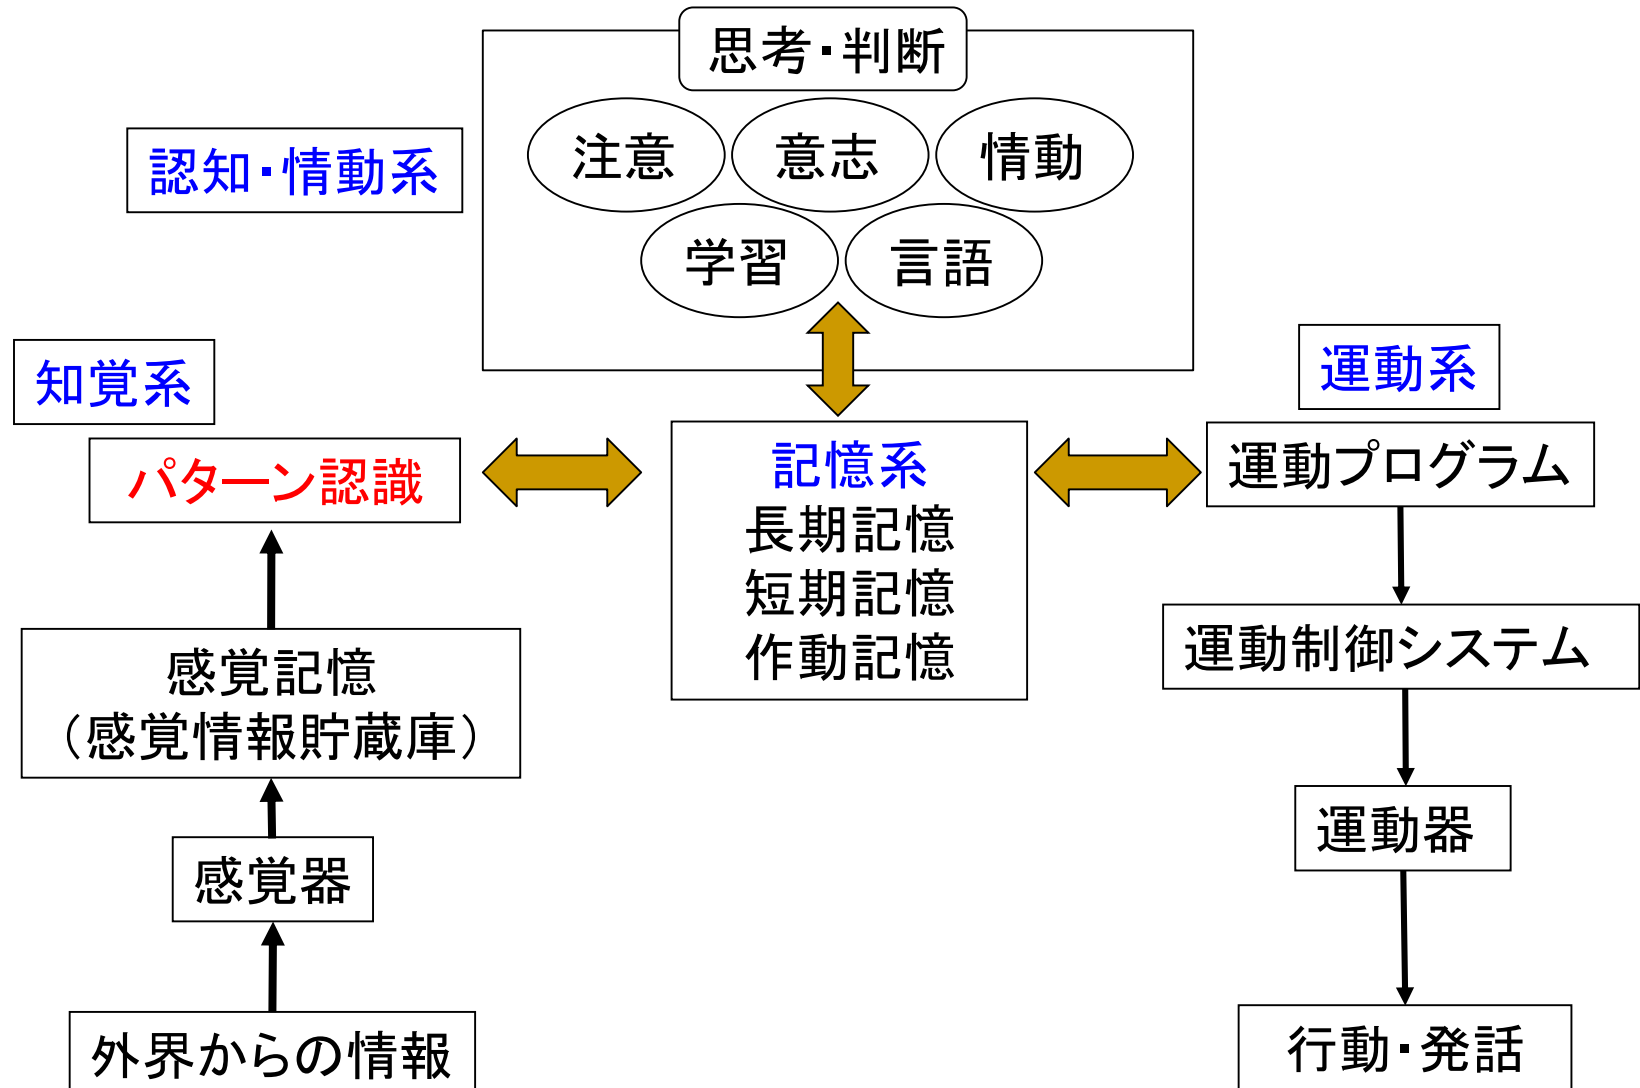 思考・判断
注意
意志
情動
学習
言語
認知・情動系
知覚系
パターン認識
感覚記憶
（感覚情報貯蔵庫）
感覚器
外界からの情報
記憶系
長期記憶
短期記憶
作動記憶
運動系
運動プログラム
運動制御システム
運動器
行動・発話